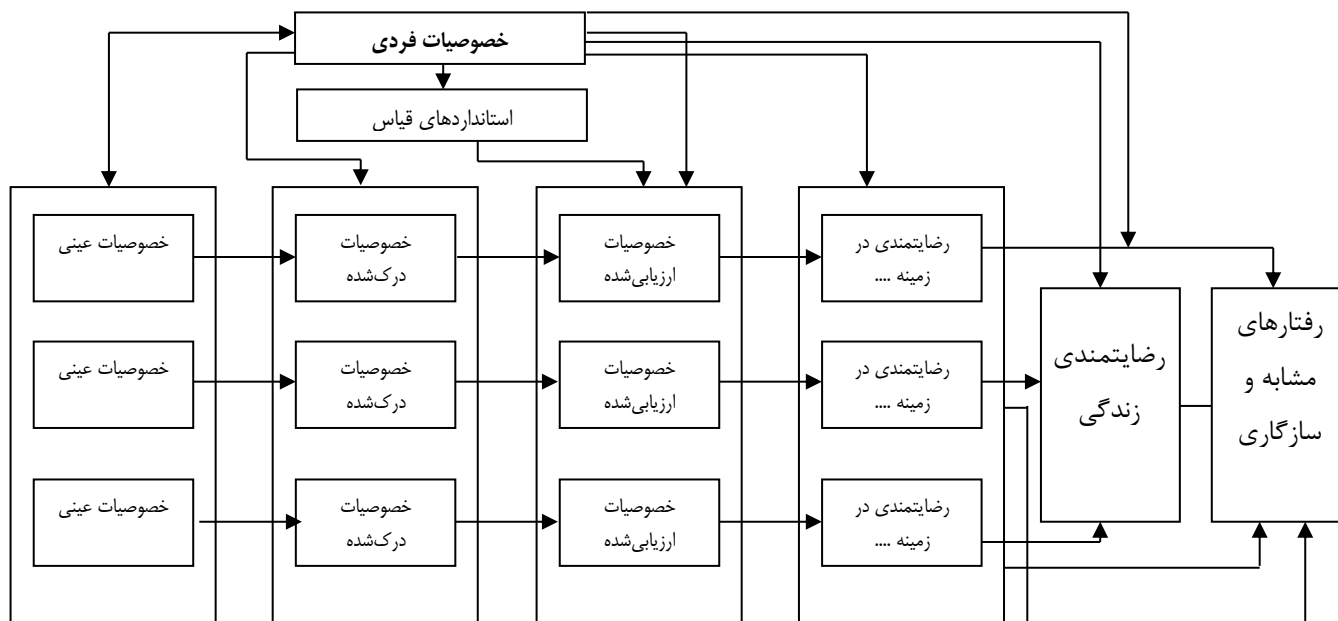 خصوصیات فردی
استانداردهای قیاس
خصوصیات عینی
خصوصیات
درک‌شده
خصوصیات
ارزیابی‌شده
رضایتمندی در
زمینه ....
خصوصیات عینی
خصوصیات
درک‌شده
خصوصیات
ارزیابی‌شده
رضایتمندی در
زمینه ....
خصوصیات عینی
خصوصیات
درک‌شده
خصوصیات
ارزیابی‌شده
رضایتمندی در
زمینه ....
رضایتمندی
زندگی
رفتارهای
مشابه و
سازگاری